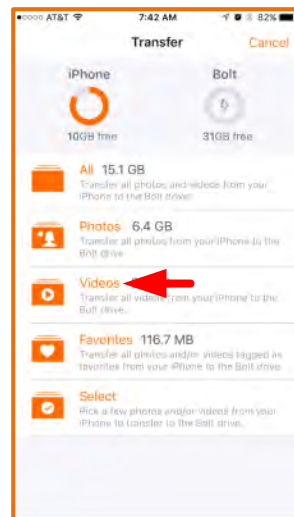 AT&T 7:42 AM 82%
Transfer Cancel
iPhone Bolt
10GB free 31GB free
All 15.1 GB
Transfer all photos and videos from your
iPhone to the Bolt drive.
Photos 6.4 GB
Transfer all photos from your iPhone to the
Bolt drive.
Videos
Transfer all videos from your iPhone to the
Bolt drive.
Favorites 116.7 MB
Transfer all photos and/or videos tagged as
favorites from your iPhone to the Bolt drive.
Select
Pick a few photos and/or videos from your
iPhone to transfer to the Bolt drive.